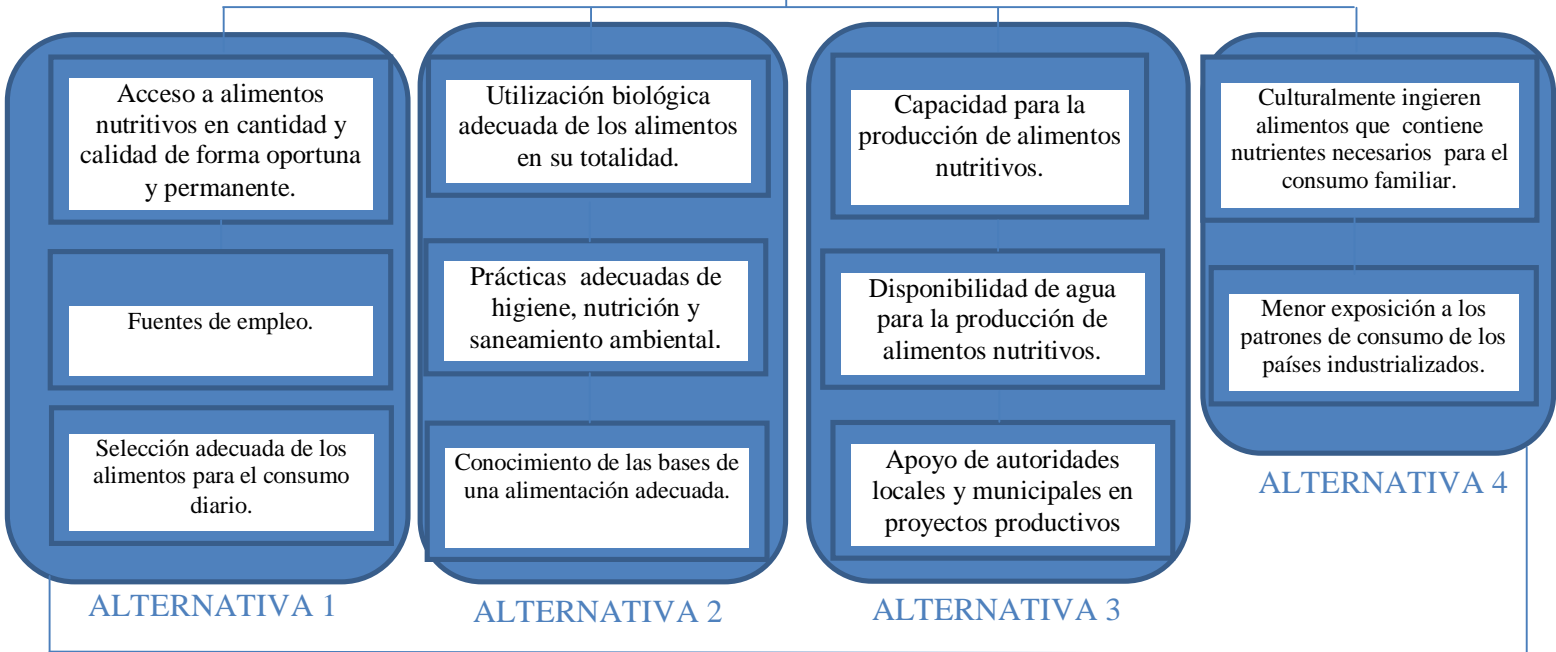 Acceso a alimentos
nutritivos en cantidad y
calidad de forma oportuna
y permanente.
Fuentes de empleo.
Selección adecuada de los
alimentos para el consumo
diario.
ALTERNATIVA 1
Utilización biológica
adecuada de los alimentos
en su totalidad.
Prácticas adecuadas de
higiene, nutrición y
saneamiento ambiental.
Conocimiento de las bases de
una alimentación adecuada.
ALTERNATIVA 2
Capacidad para la
producción de alimentos
nutritivos.
Disponibilidad de agua
para la producción de
alimentos nutritivos.
Apoyo de autoridades
locales y municipales en
proyectos productivos
ALTERNATIVA 3
Culturalmente ingieren
alimentos que contiene
nutrientes necesarios para el
consumo familiar.
Menor exposición a los
patrones de consumo de los
países industrializados.
ALTERNATIVA 4